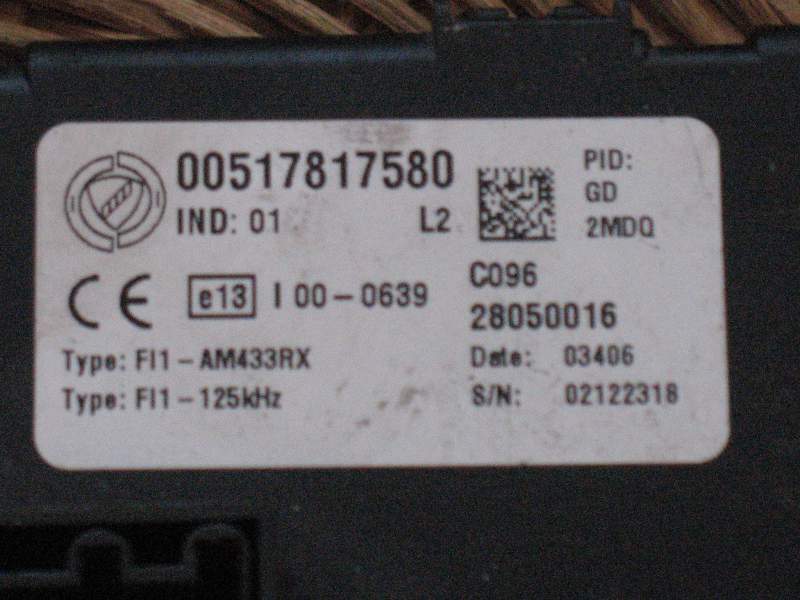 00517817580
IND: 01 L2
PID:
GD
2MDQ
CE e13 I 00-0639
C096
28050016
Type: FI1-AM433RX
Date: 03406
Type: FI1-125kHz
S/N: 02122318